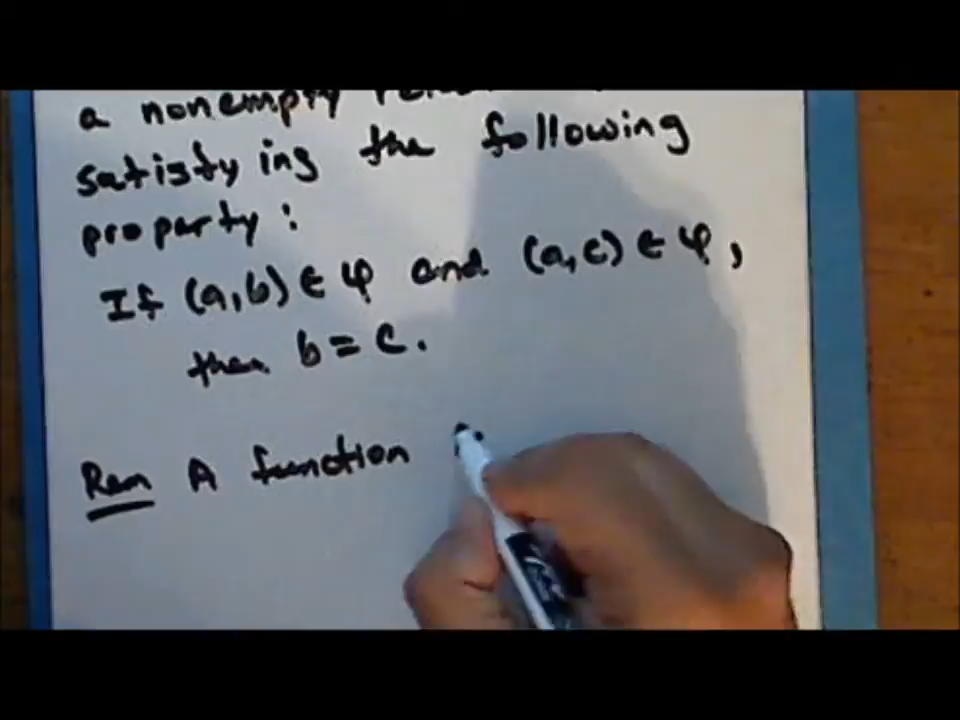 a nonempty
satisfying the following
property:
If (a,b) ∈ φ and (a,c) ∈ φ,
then b = c.
Rem A function